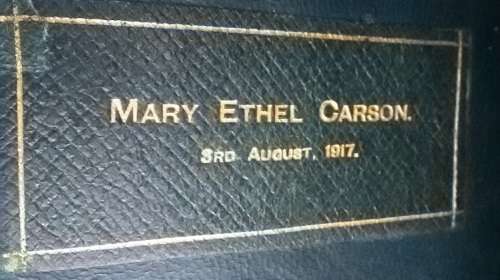 MARY ETHEL CARSON.
3RD AUGUST, 1917.